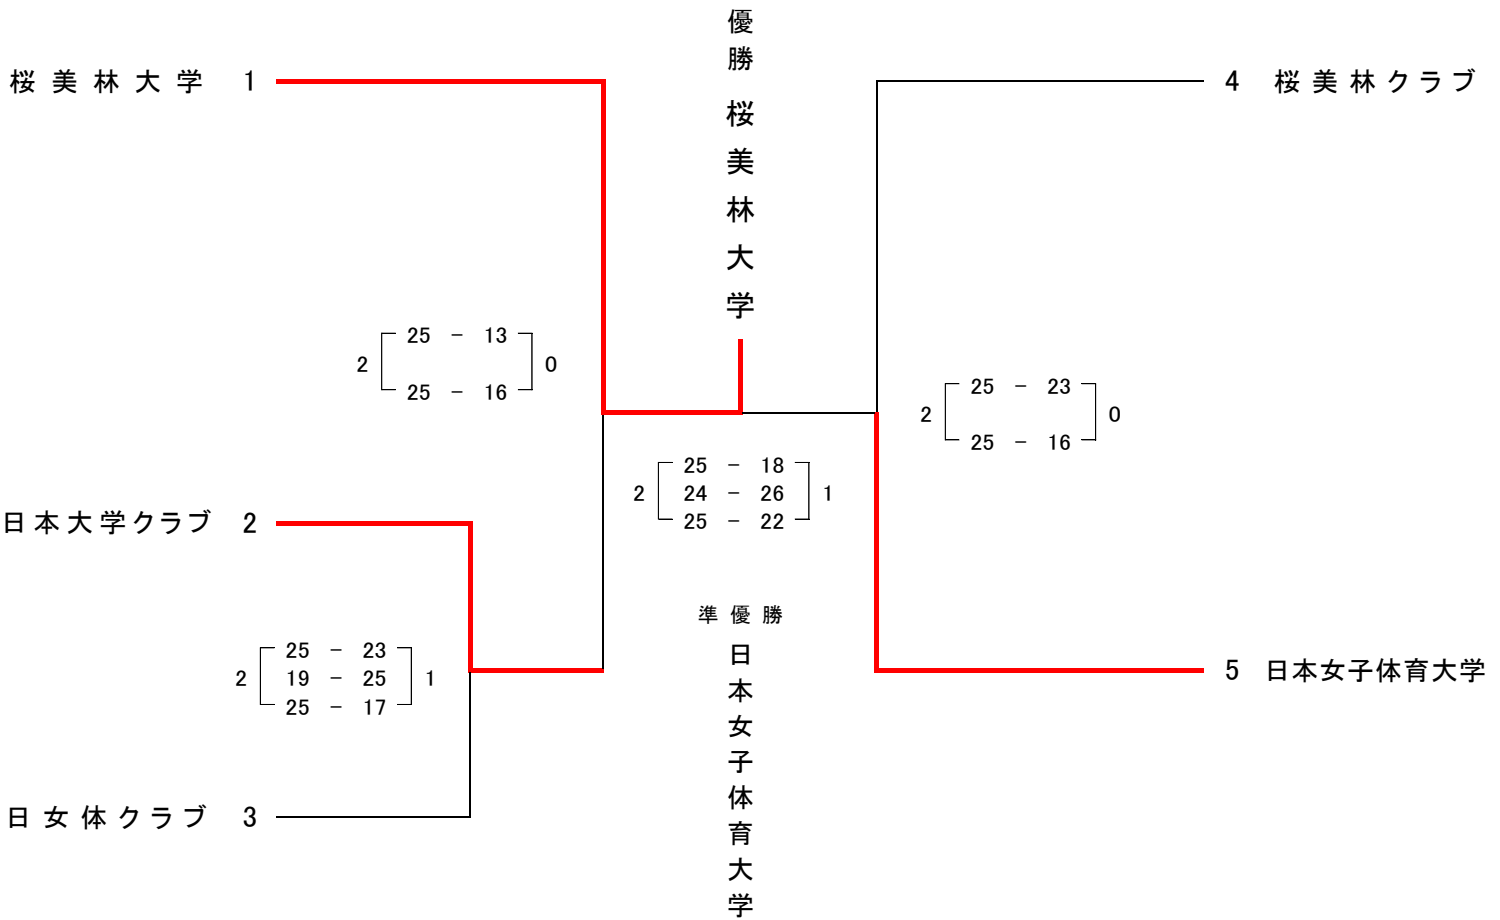 優勝 桜美林大学
桜美林大学 1
4 桜美林クラブ
25 - 13
2 0
25 - 16
25 - 23
2 0
25 - 16
25 - 18
2 24 - 26 1
25 - 22
日本大学クラブ 2
準優勝
日本女子体育大学
25 - 23
2 19 - 25 1
25 - 17
5 日本女子体育大学
日女体クラブ 3